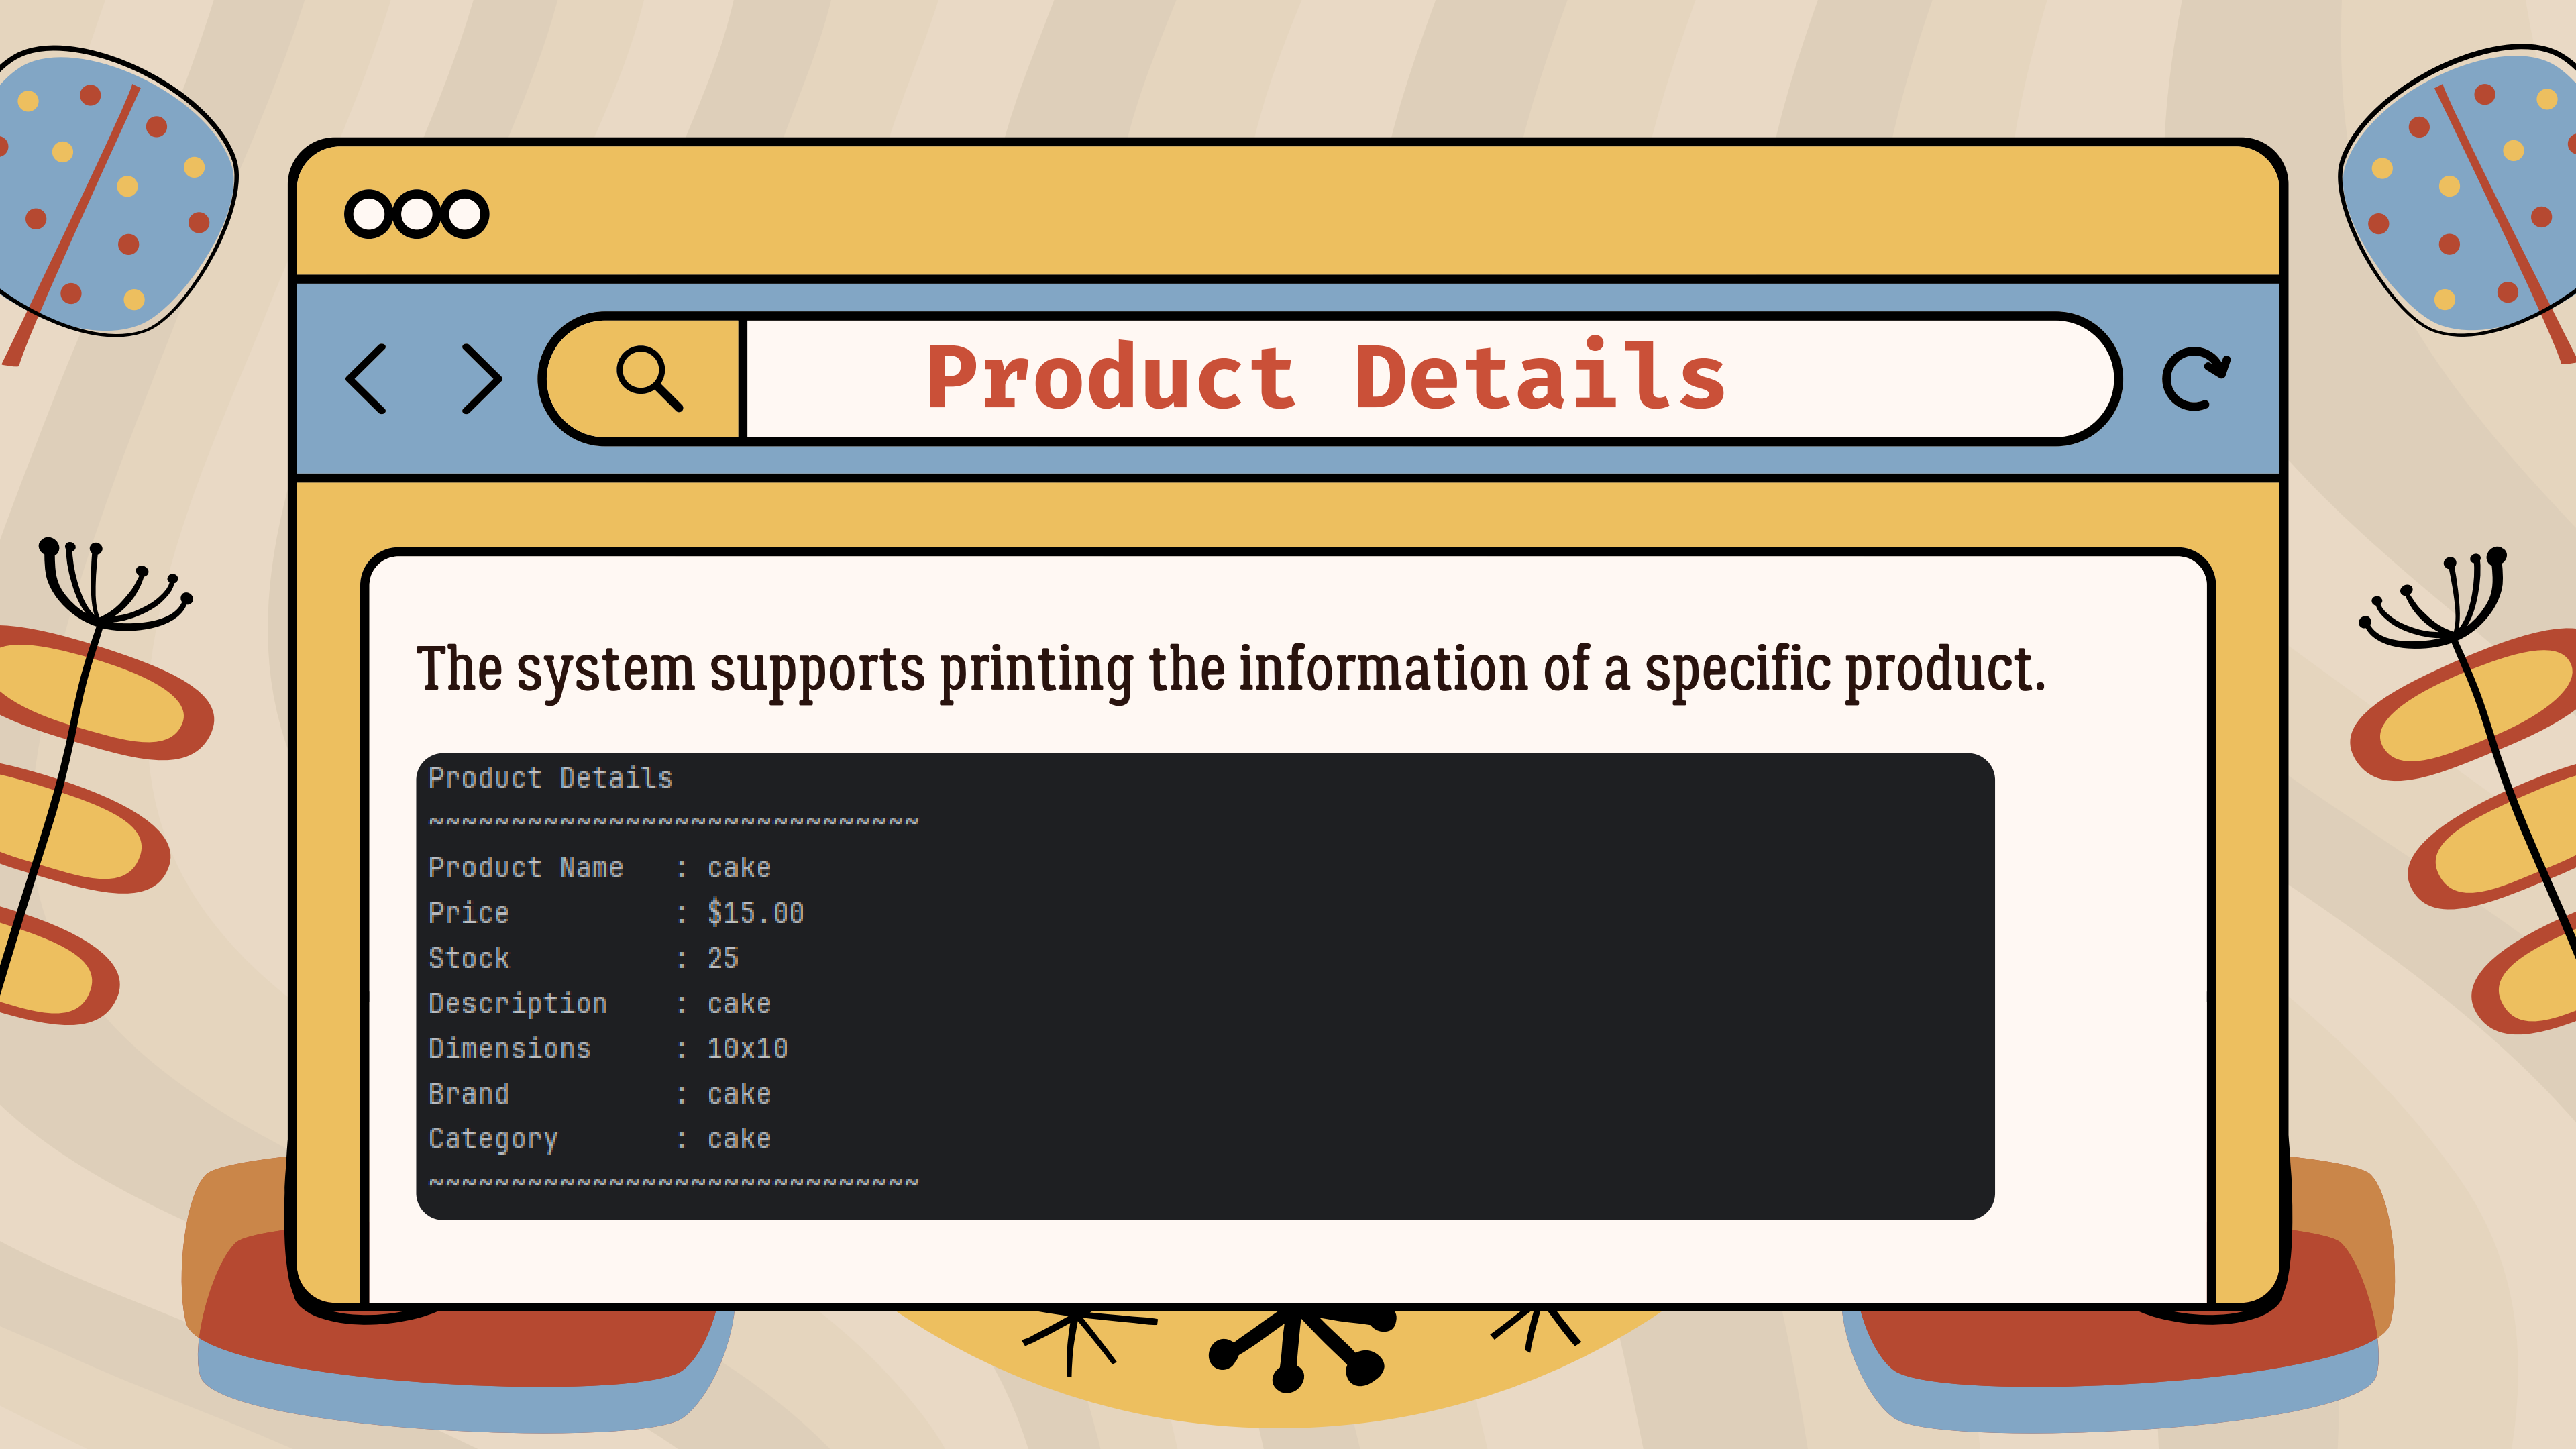 Product Details
The system supports printing the information of a specific product.
Product Details
~~~~~~~~~~~~~~~~~~~~~~~~~~~~~~
Product Name   : cake
Price          : $15.00
Stock          : 25
Description    : cake
Dimensions     : 10x10
Brand          : cake
Category       : cake
~~~~~~~~~~~~~~~~~~~~~~~~~~~~~~